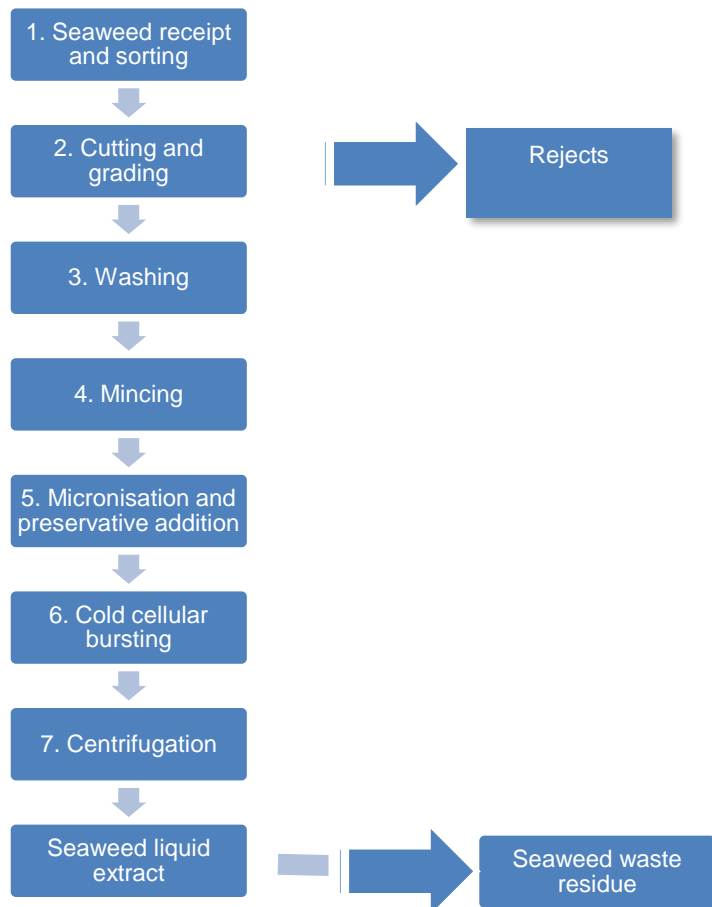 1. Seaweed receipt
and sorting
2. Cutting and
grading
Rejects
3. Washing
4. Mincing
5. Micronisation and
preservative addition
6. Cold cellular
bursting
7. Centrifugation
Seaweed liquid
extract
Seaweed waste
residue